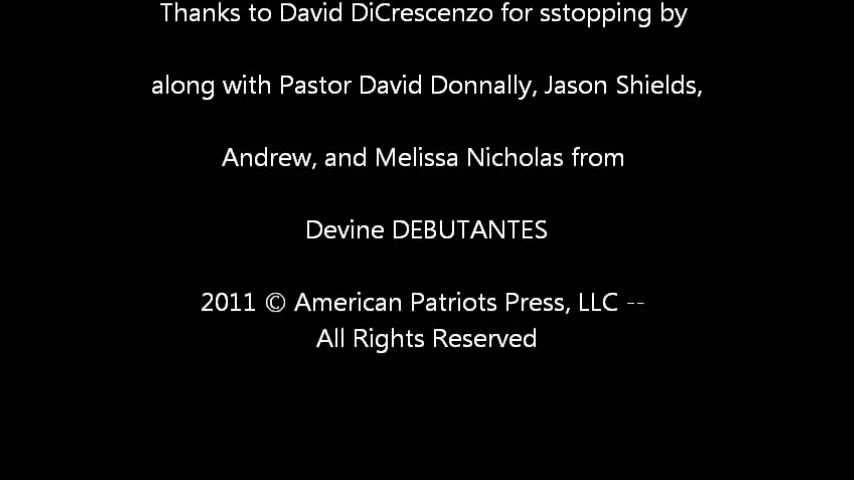 Thanks to David DiCrescenzo for sstopping by
along with Pastor David Donnally, Jason Shields,
Andrew, and Melissa Nicholas from
Devine DEBUTANTES
2011 © American Patriots Press, LLC --
All Rights Reserved